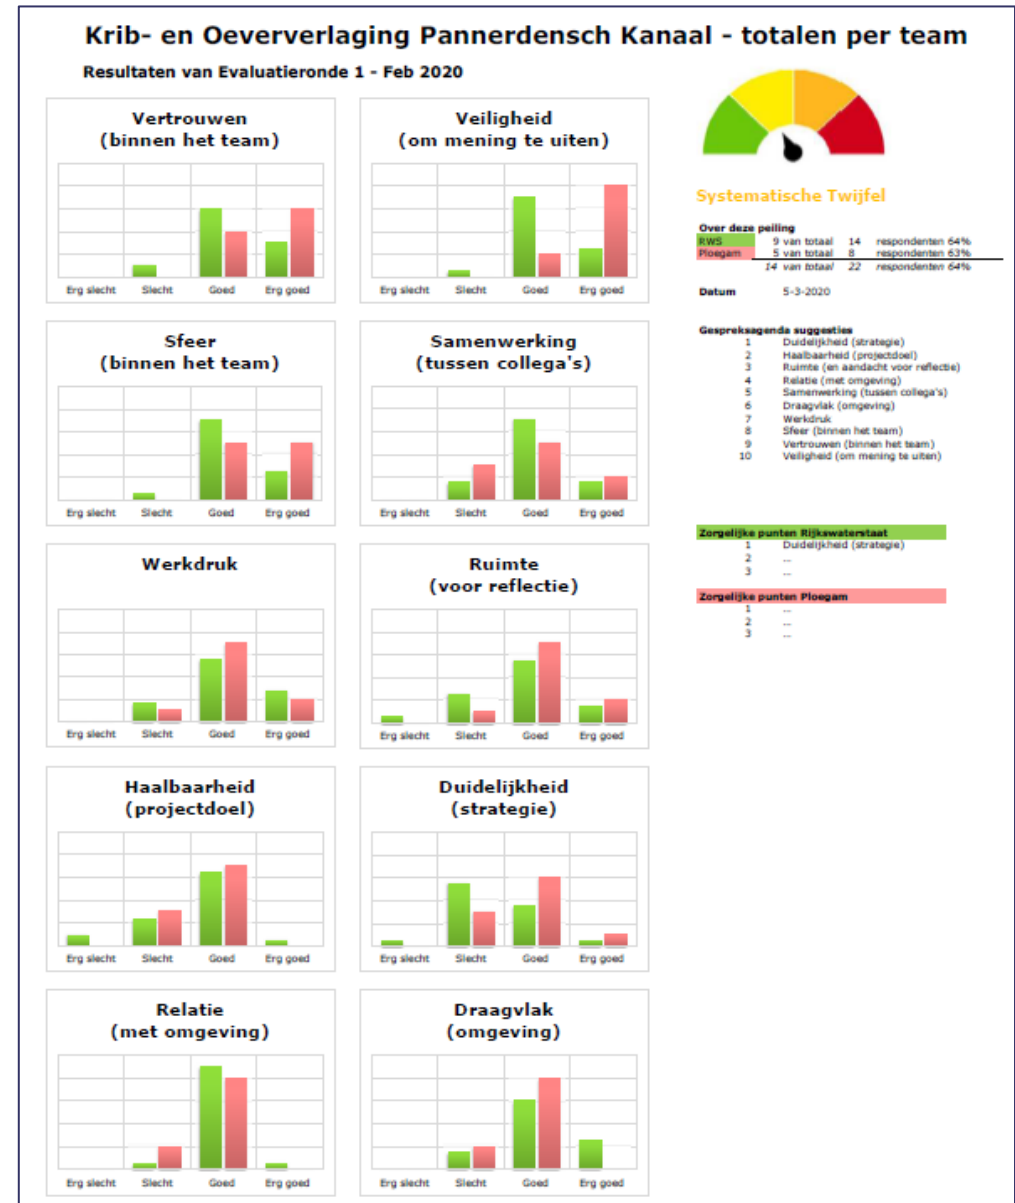 Krib- en Oeververlaging Pannerdensch Kanaal - totalen per team
Resultaten van Evaluatieronde 1 - Feb 2020
Vertrouwen
(binnen het team)
Erg slecht Slecht Goed Erg goed
Veiligheid
(om mening te uiten)
Erg slecht Slecht Goed Erg goed
Sfeer
(binnen het team)
Erg slecht Slecht Goed Erg goed
Samenwerking
(tussen collega's)
Erg slecht Slecht Goed Erg goed
Werkdruk
Erg slecht Slecht Goed Erg goed
Ruimte
(voor reflectie)
Erg slecht Slecht Goed Erg goed
Haalbaarheid
(projectdoel)
Erg slecht Slecht Goed Erg goed
Duidelijkheid
(strategie)
Erg slecht Slecht Goed Erg goed
Relatie
(met omgeving)
Erg slecht Slecht Goed Erg goed
Draagvlak
(omgeving)
Erg slecht Slecht Goed Erg goed
Systematische Twijfel
Over deze peiling
RWS 9 van totaal 14 respondenten 64%
Ploegam 5 van totaal 8 respondenten 63%
14 van totaal 22 respondenten 64%
Datum 5-3-2020
Gespreksagenda suggesties
1 Duidelijkheid (strategie)
2 Haalbaarheid (projectdoel)
3 Ruimte (en aandacht voor reflectie)
4 Relatie (met omgeving)
5 Samenwerking (tussen collega's)
6 Draagvlak (omgeving)
7 Werkdruk
8 Sfeer (binnen het team)
9 Vertrouwen (binnen het team)
10 Veiligheid (om mening te uiten)
Zorgelijke punten Rijkswaterstaat
1 Duidelijkheid (strategie)
2 ...
3 ...
Zorgelijke punten Ploegam
1 ...
2 ...
3 ...